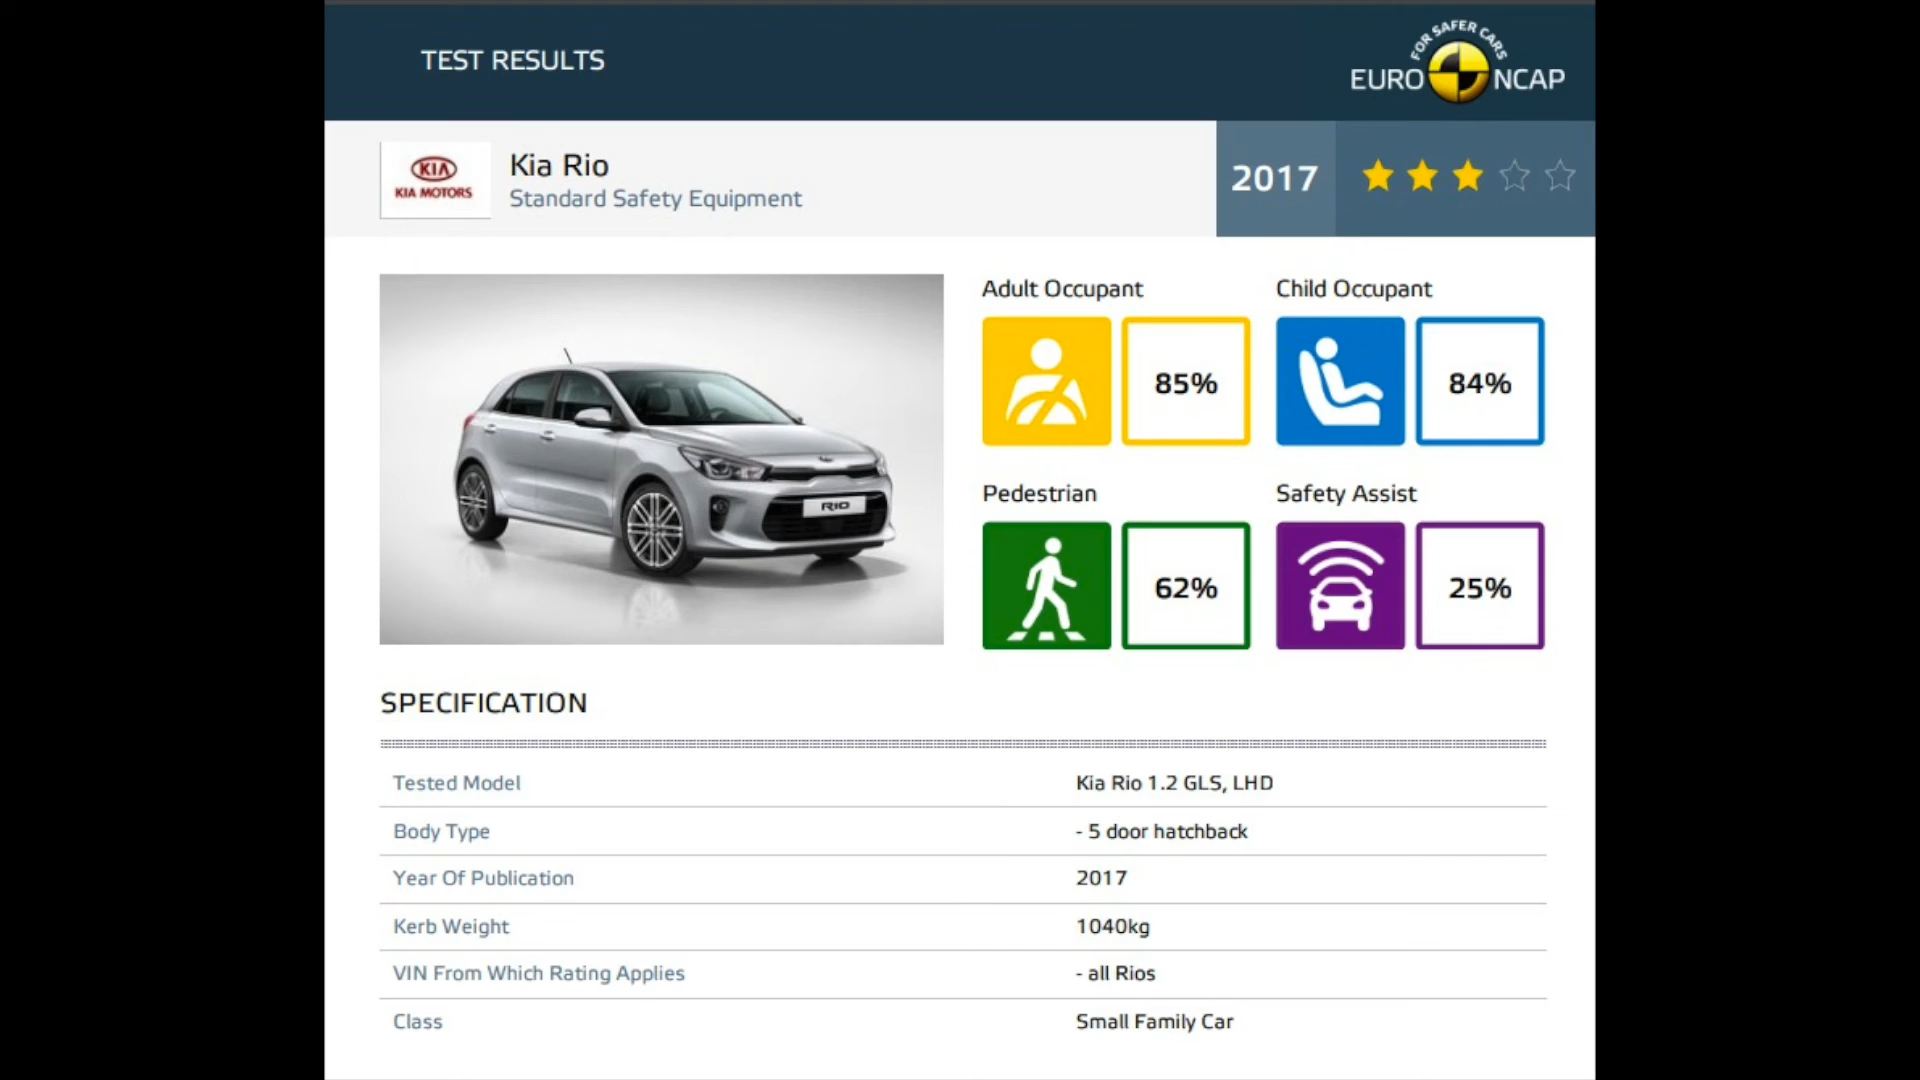 TEST RESULTS
FOR SAFER CARS
EURO NCAP
KIA
KIA MOTORS
Kia Rio
Standard Safety Equipment
2017
Adult Occupant
Child Occupant
85%
84%
Pedestrian
Safety Assist
62%
25%
RIO
SPECIFICATION
Tested Model Kia Rio 1.2 GLS, LHD
Body Type - 5 door hatchback
Year Of Publication 2017
Kerb Weight 1040kg
VIN From Which Rating Applies - all Rios
Class Small Family Car